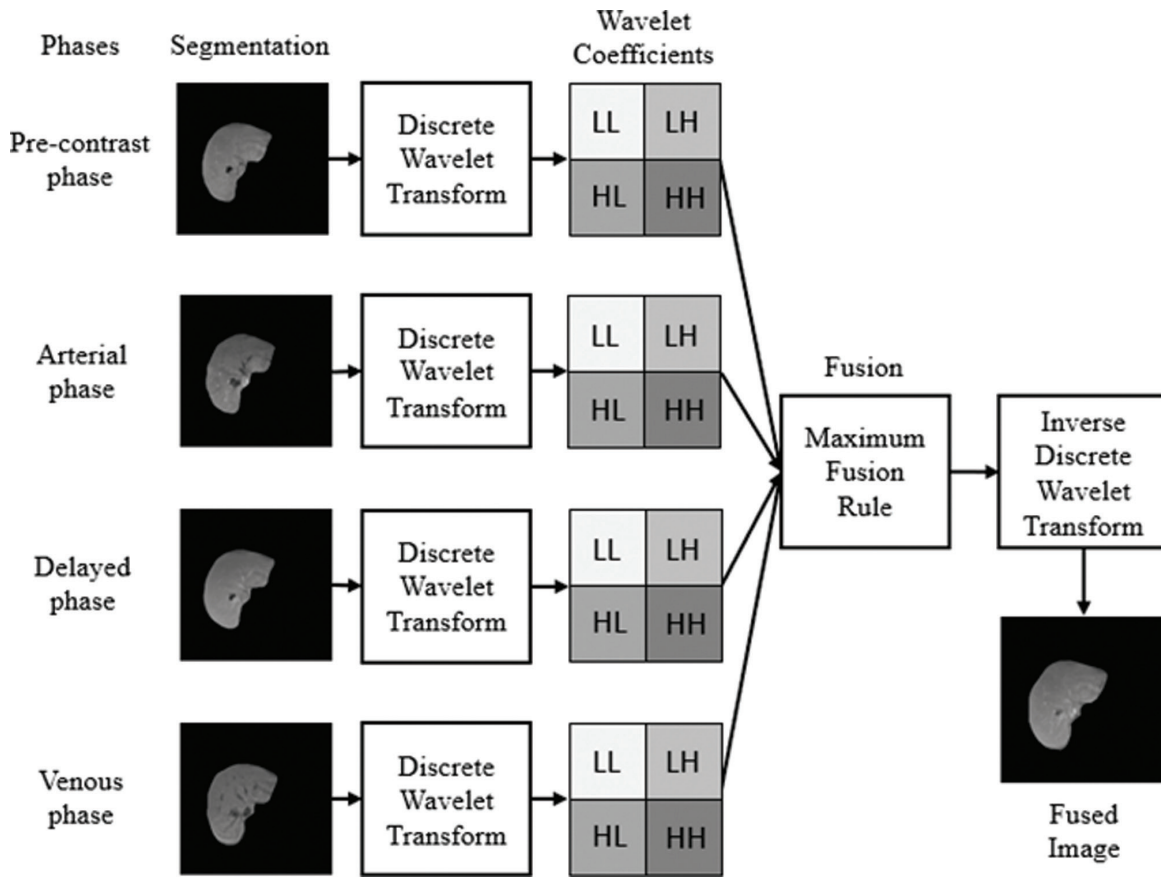 Phases
Segmentation
Wavelet
Coefficients
Pre-contrast
phase
Discrete
Wavelet
Transform
LL
LH
HL
HH
Arterial
phase
Discrete
Wavelet
Transform
LL
LH
HL
HH
Delayed
phase
Discrete
Wavelet
Transform
LL
LH
HL
HH
Venous
phase
Discrete
Wavelet
Transform
LL
LH
HL
HH
Fusion
Maximum
Fusion
Rule
Inverse
Discrete
Wavelet
Transform
Fused
Image